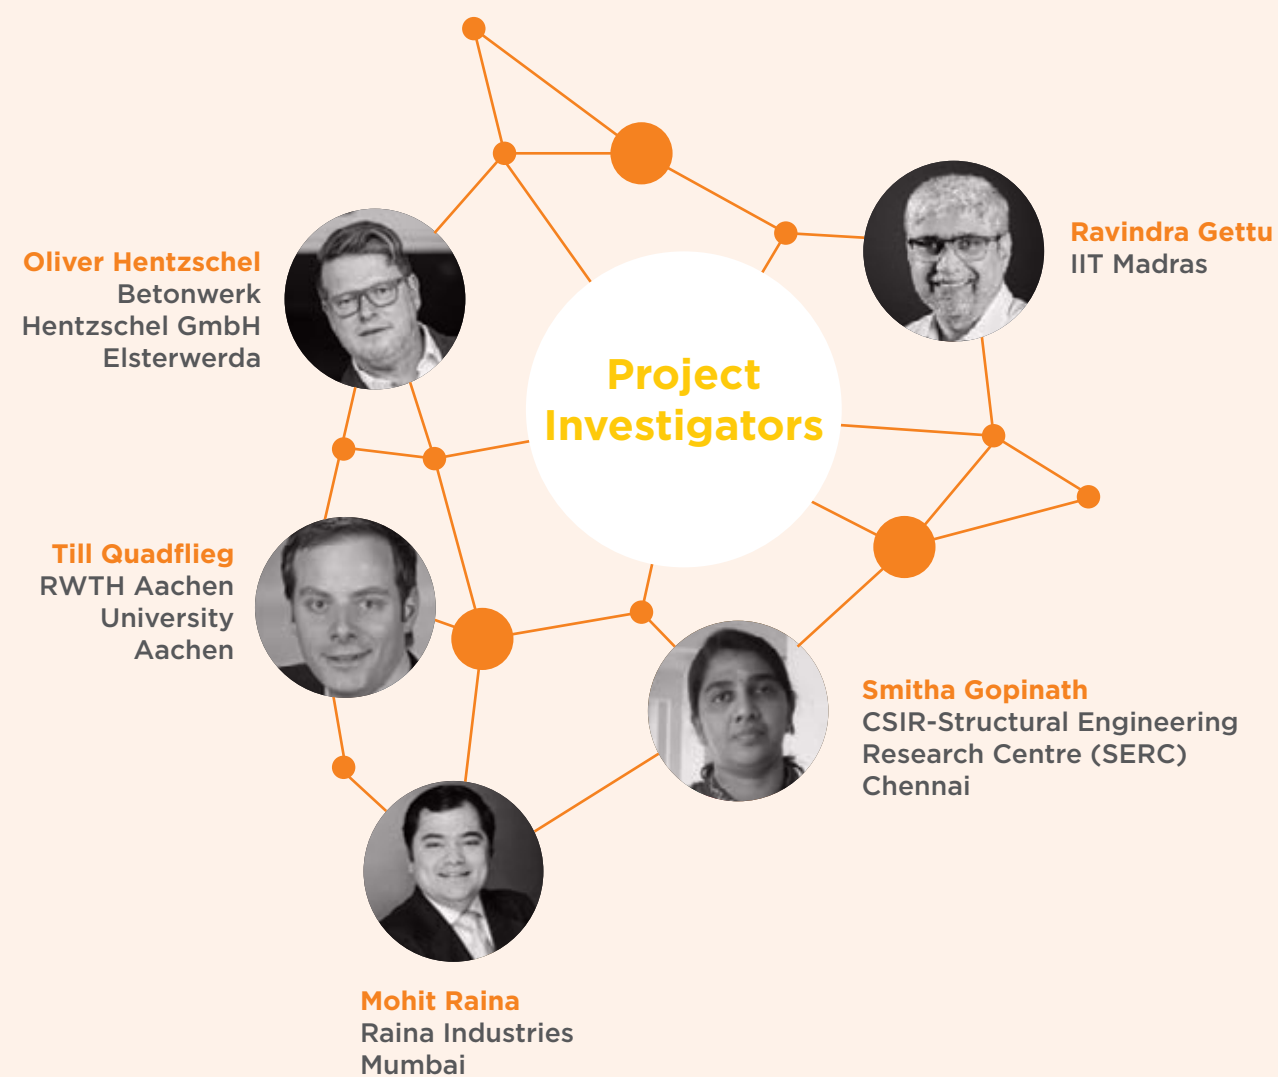 Project
Investigators
Oliver Hentzschel
Betonwerk
Hentzschel GmbH
Elsterwerda
Ravindra Gettu
IIT Madras
Till Quadflieg
RWTH Aachen
University
Aachen
Smitha Gopinath
CSIR-Structural Engineering
Research Centre (SERC)
Chennai
Mohit Raina
Raina Industries
Mumbai